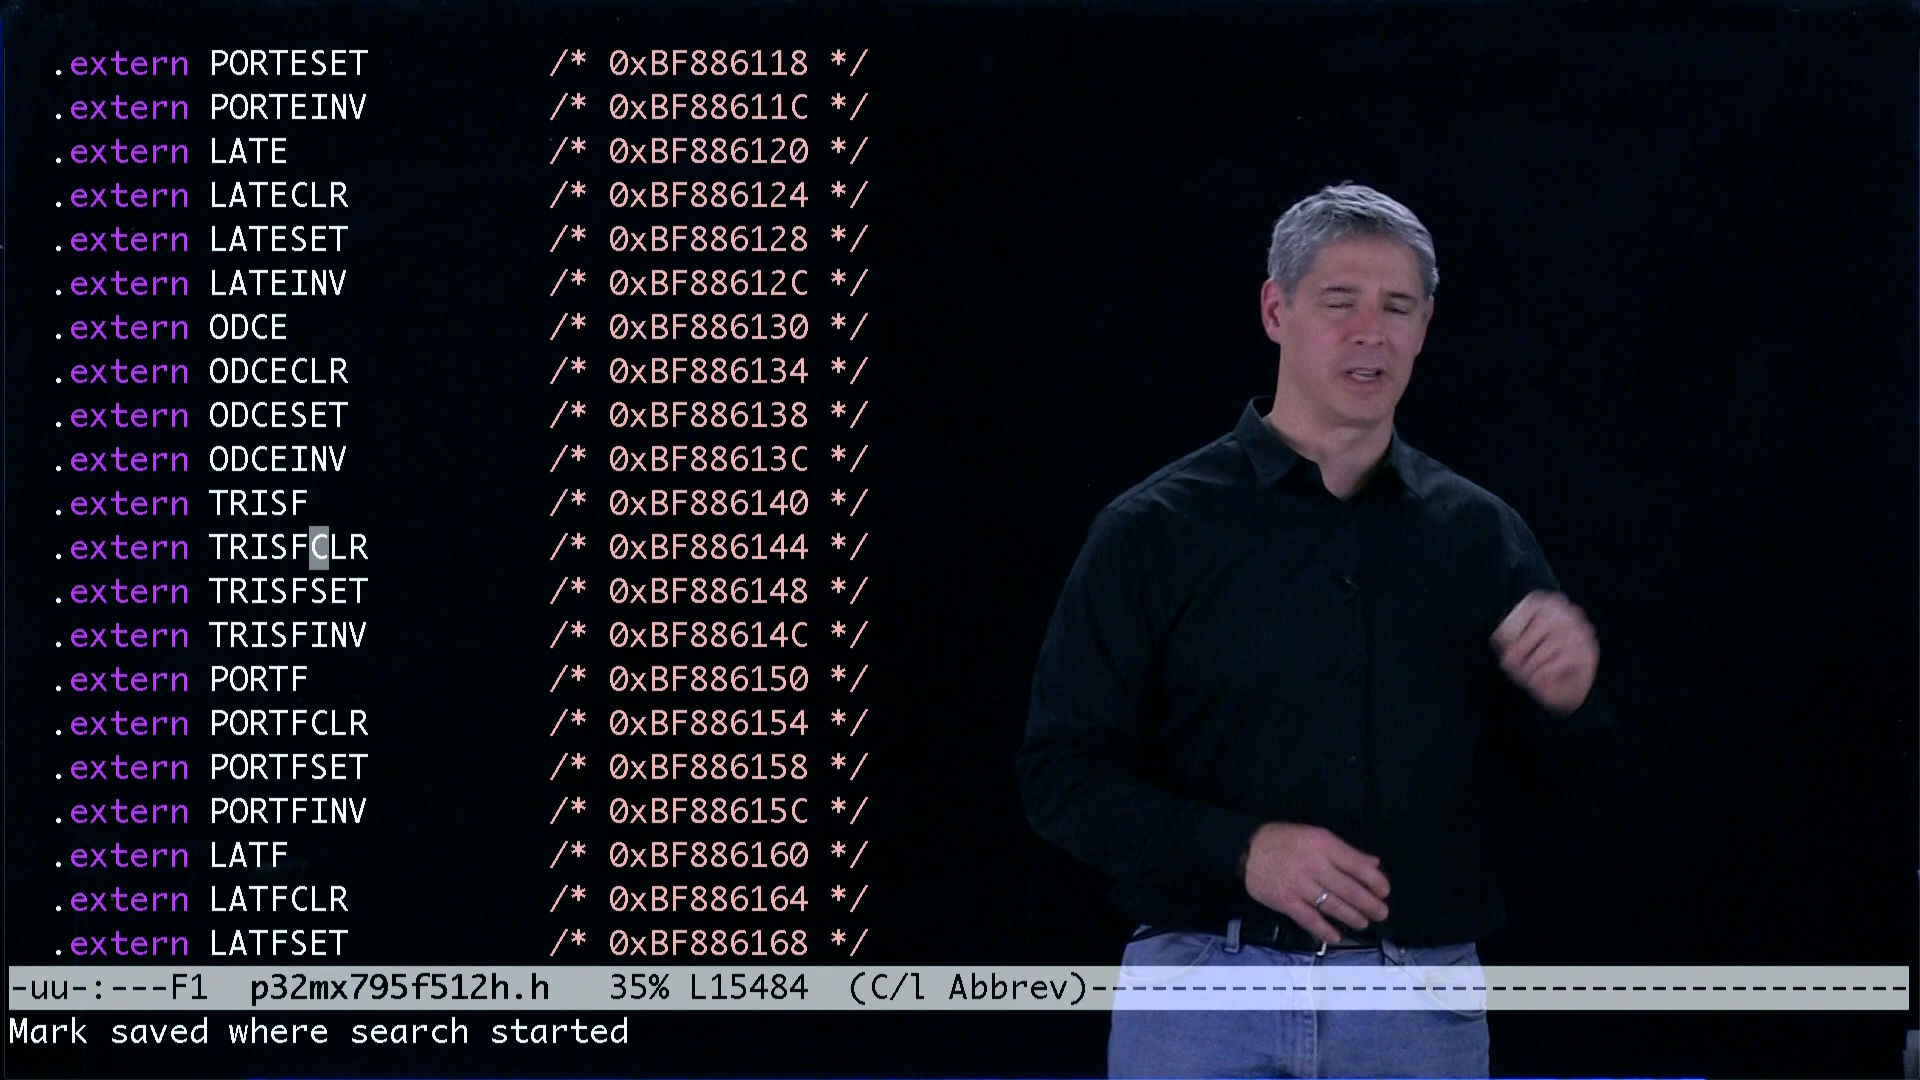 .extern PORTESET /* 0xBF886118 */
.extern PORTEINV /* 0xBF88611C */
.extern LATE /* 0xBF886120 */
.extern LATECLR /* 0xBF886124 */
.extern LATESET /* 0xBF886128 */
.extern LATEINV /* 0xBF88612C */
.extern ODCE /* 0xBF886130 */
.extern ODCECLR /* 0xBF886134 */
.extern ODCESET /* 0xBF886138 */
.extern ODCEINV /* 0xBF88613C */
.extern TRISF /* 0xBF886140 */
.extern TRISFCLR /* 0xBF886144 */
.extern TRISFSET /* 0xBF886148 */
.extern TRISFINV /* 0xBF88614C */
.extern PORTF /* 0xBF886150 */
.extern PORTFCLR /* 0xBF886154 */
.extern PORTFSET /* 0xBF886158 */
.extern PORTFINV /* 0xBF88615C */
.extern LATF /* 0xBF886160 */
.extern LATFCLR /* 0xBF886164 */
.extern LATFSET /* 0xBF886168 */
-uu-:---F1 p32mx795f512h.h 35% L15484 (C/l Abbrev)-----------------------------------------
Mark saved where search started